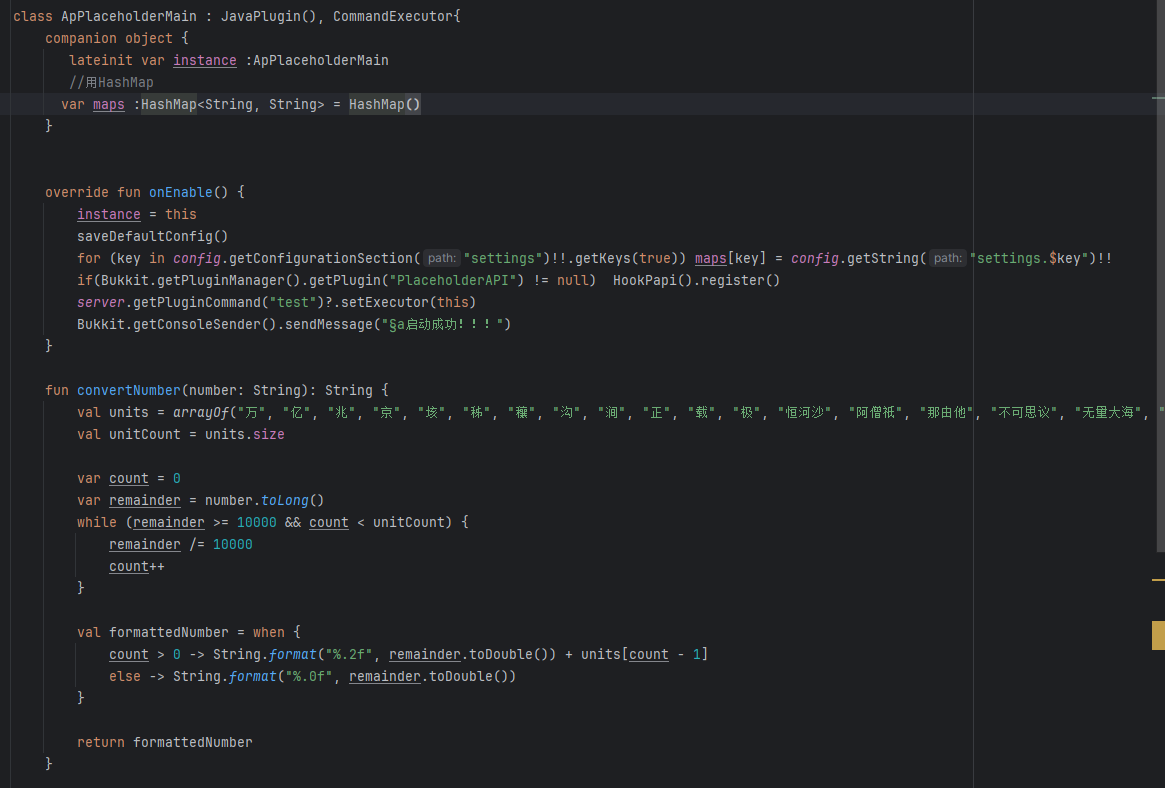 class ApPlaceholderMain : JavaPlugin(), CommandExecutor{
companion object {
lateinit var instance :ApPlaceholderMain
//用HashMap
var maps :HashMap<String, String> = HashMap()
}
override fun onEnable() {
instance = this
saveDefaultConfig()
for (key in config.getConfigurationSection( path: "settings")!!.getKeys(true)) maps[key] = config.getString( path: "settings.$key")!!
if(Bukkit.getPluginManager().getPlugin("PlaceholderAPI") != null)  HookPapi().register()
server.getPluginCommand("test")?.setExecutor(this)
Bukkit.getConsoleSender().sendMessage("§a启动成功！！！")
}
fun convertNumber(number: String): String {
val units = arrayOf("万", "亿", "兆", "京", "垓", "秭", "穰", "沟", "涧", "正", "载", "极", "恒河沙", "阿僧祇", "那由他", "不可思议", "无量大海", "
val unitCount = units.size
var count = 0
var remainder = number.toLong()
while (remainder >= 10000 && count < unitCount) {
remainder /= 10000
count++
}
val formattedNumber = when {
count > 0 -> String.format("%.2f", remainder.toDouble()) + units[count - 1]
else -> String.format("%.0f", remainder.toDouble())
}
return formattedNumber
}